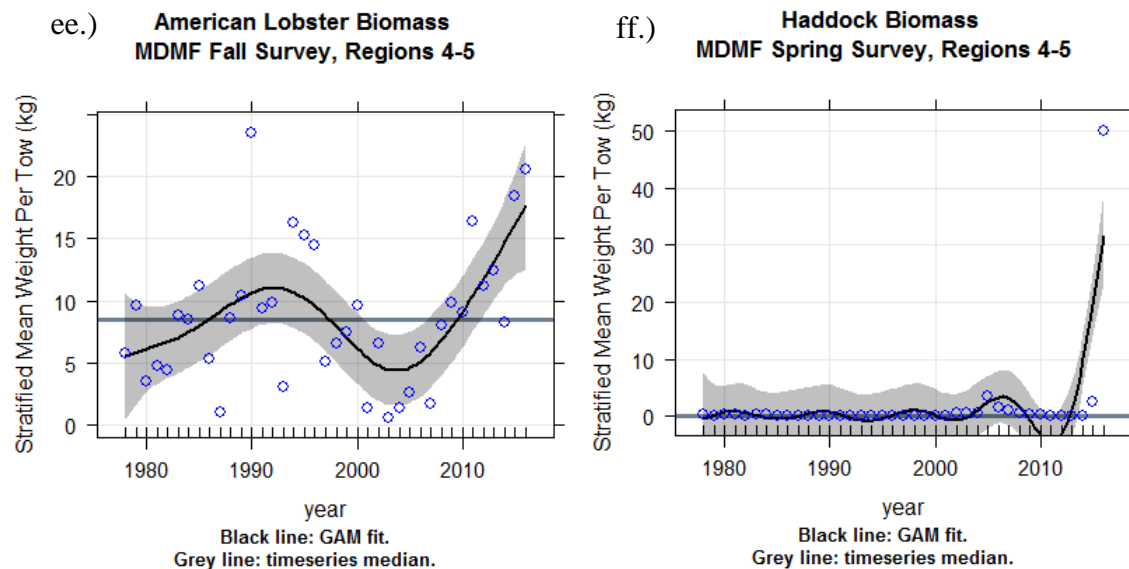 ee.)
American Lobster Biomass
MDMF Fall Survey, Regions 4-5
Stratified Mean Weight Per Tow (kg)
20
15
10
5
0
1980 1990 2000 2010
year
Black line: GAM fit.
Grey line: timeseries median.
ff.)
Haddock Biomass
MDMF Spring Survey, Regions 4-5
Stratified Mean Weight Per Tow (kg)
50
40
30
20
10
0
1980 1990 2000 2010
year
Black line: GAM fit.
Grey line: timeseries median.